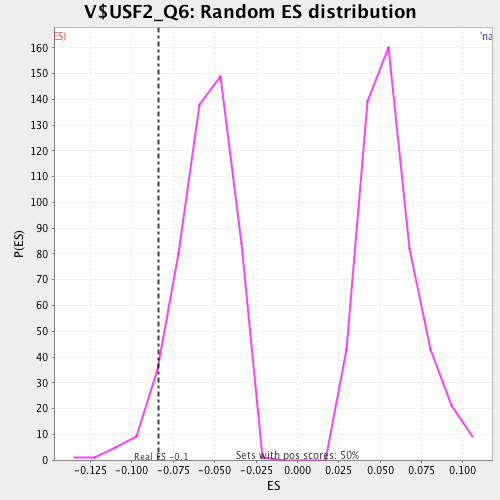 V$USF2_Q6: Random ES distribution
ES)
'na
160
150
140
130
120
110
100
90
80
70
60
50
40
30
20
10
0
P(ES)
Real ES -0.1
Sets with pos scores: 50%
-0.125 -0.100 -0.075 -0.050 -0.025 0.000 0.025 0.050 0.075 0.100
ES